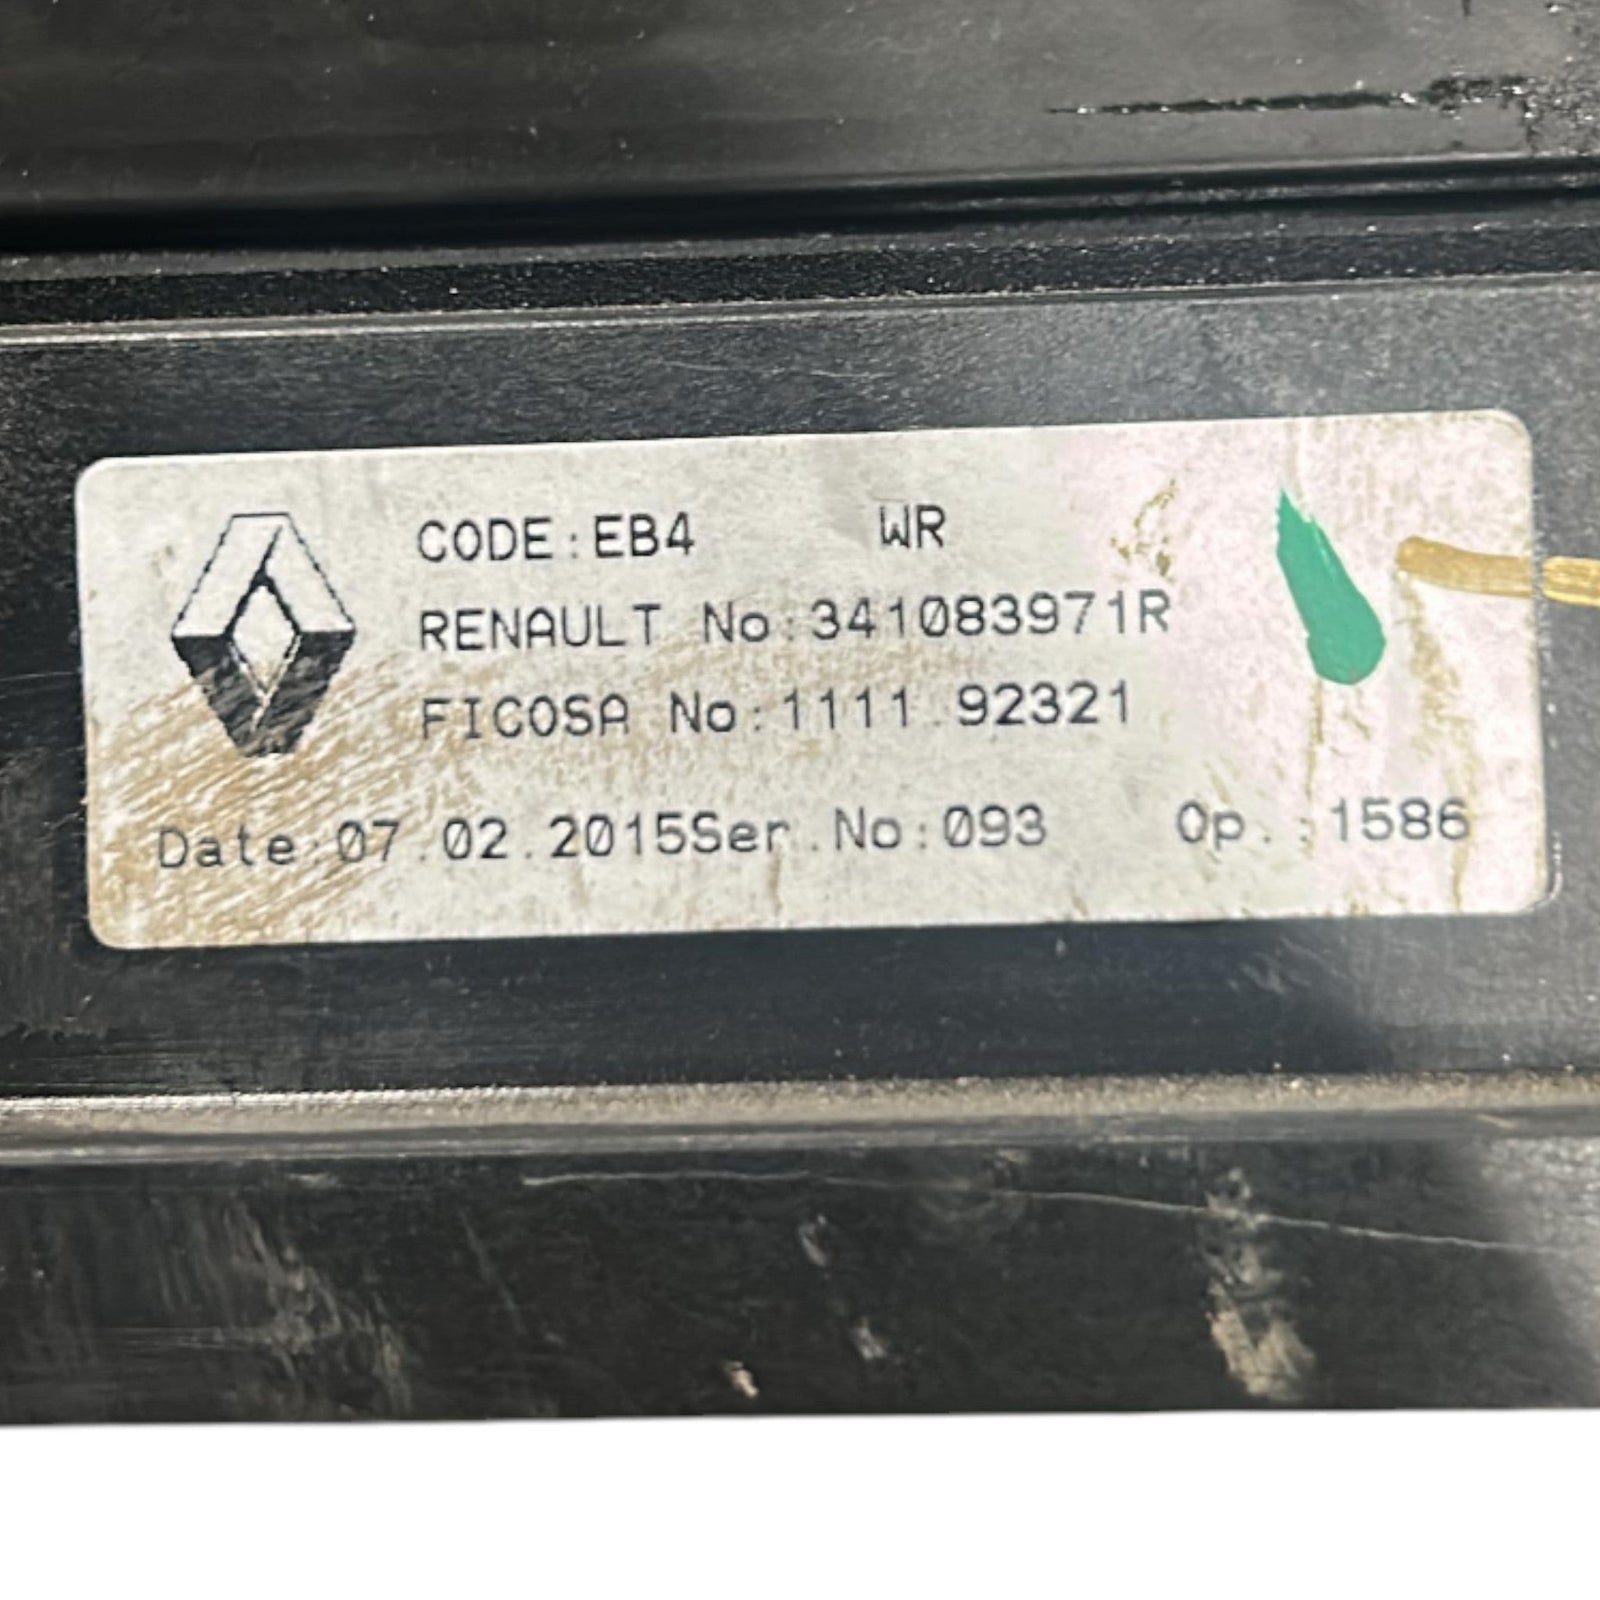 CODE:EB4 WR
RENAULT No:341083971R
FICOSA No:1111.92321
Date:07.02.2015Ser.No:093 Op.:1586